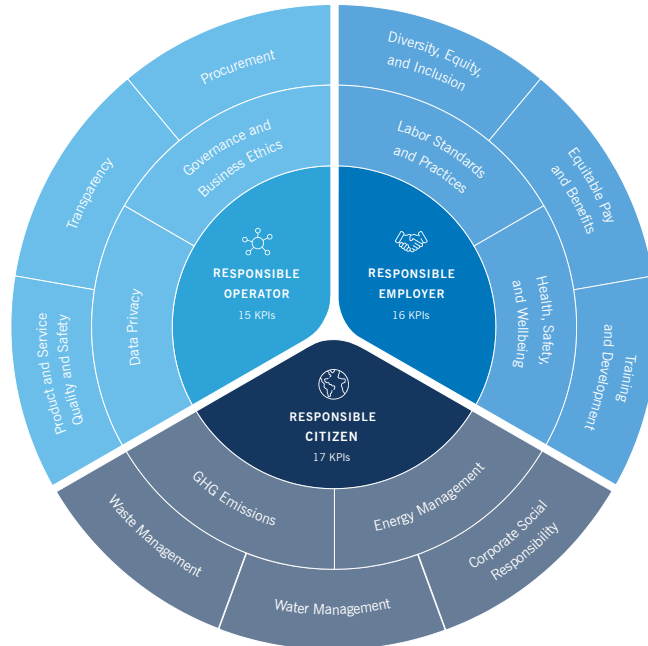 Procurement
Transparency
Product and Service
Quality and Safety
Governance and
Business Ethics
Data Privacy
RESPONSIBLE
OPERATOR
15 KPIs
Diversity, Equity,
and Inclusion
Equitable Pay
and Benefits
Training
and Development
Labor Standards
and Practices
Health, Safety,
and Wellbeing
RESPONSIBLE
EMPLOYER
16 KPIs
RESPONSIBLE
CITIZEN
17 KPIs
GHG Emissions
Energy Management
Waste Management
Water Management
Corporate Social
Responsibility